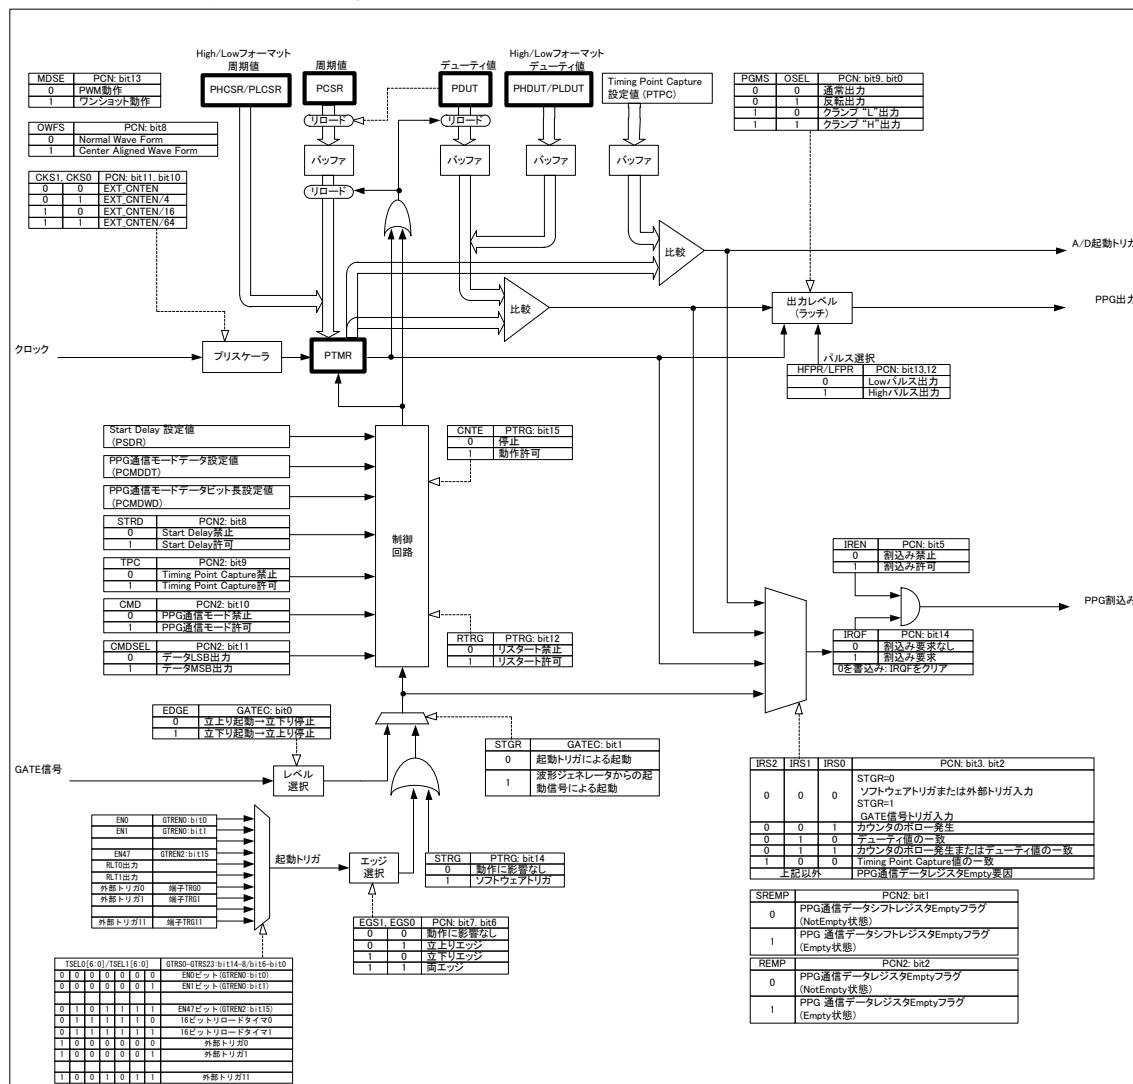 High/Lowフォーマット
周期値
周期値
デューティ値
High/Lowフォーマット
デューティ値
PHCSR/PLCSR
PCSR
PDUT
PHDUT/PLDUT
Timing Point Capture
設定値 (PTPC)
MDSE PCN: bit13
0 PWM動作
1 ワンショット動作
OWFS PCN: bit8
0 Normal Wave Form
1 Center Aligned Wave Form
CKS1, CKS0 PCN: bit11. bit10
0 0 EXT_CNTEN
0 1 EXT_CNTEN/4
1 0 EXT_CNTEN/16
1 1 EXT_CNTEN/64
PGMS OSEL PCN: bit9. bit0
0 0 通常出力
0 1 反転出力
1 0 クランプ "L"出力
1 1 クランプ "H"出力
リロード
リロード
バッファ
バッファ
バッファ
バッファ
リロード
比較
A/D起動トリガ
比較
出力レベル
(ラッチ)
PPG出力
クロック
プリスケーラ
PTMR
パルス選択
HFPR/LFPR PCN: bit13,12
0 Lowパルス出力
1 Highパルス出力
Start Delay 設定値
(PSDR)
PPG通信モードデータ設定値
(PCMDDT)
PPG通信モードデータビット長設定値
(PCMDWD)
STRD PCN2: bit8
0 Start Delay禁止
1 Start Delay許可
TPC PCN2: bit9
0 Timing Point Capture禁止
1 Timing Point Capture許可
CMD PCN2: bit10
0 PPG通信モード禁止
1 PPG通信モード許可
CMDSEL PCN2: bit11
0 データLSB出力
1 データMSB出力
制御
回路
CNTE PTRG: bit15
0 停止
1 動作許可
RTRG PTRG: bit12
0 リスタート禁止
1 リスタート許可
IREN PCN: bit5
0 割込み禁止
1 割込み許可
PPG割込み
IRQF PCN: bit14
0 割込み要求なし
1 割込み要求
0を書込み: IRQFをクリア
EDGE GATEC: bit0
0 立上り起動→立下り停止
1 立下り起動→立上り停止
STGR GATEC: bit1
0 起動トリガによる起動
1 波形ジェネレータからの起動信号による起動
GATE信号
レベル
選択
IRS2 IRS1 IRS0 PCN: bit3. bit2
0 0 0 STGR=0
ソフトウェアトリガまたは外部トリガ入力
STGR=1
GATE信号トリガ入力
0 0 1 カウンタのボロー発生
0 1 0 デューティ値の一致
0 1 1 カウンタのボロー発生またはデューティ値の一致
1 0 0 Timing Point Capture値の一致
上記以外 PPG通信データレジスタEmpty要因
EN0 GTREN0:bit0
EN1 GTREN0:bit1
EN47 GTREN2:bit15
RLT0出力
RLT1出力
外部トリガ0 端子TRG0
外部トリガ1 端子TRG1
外部トリガ11 端子TRG11
起動トリガ
エッジ
選択
STRG PTRG: bit14
0 動作に影響なし
1 ソフトウェアトリガ
EGS1, EGS0 PCN: bit7. bit6
0 0 動作に影響なし
0 1 立上りエッジ
1 0 立下りエッジ
1 1 両エッジ
SREMP PCN2: bit1
0 PPG通信データシフトレジスタEmptyフラグ
(NotEmpty状態)
1 PPG 通信データシフトレジスタEmptyフラグ
(Empty状態)
REMP PCN2: bit2
0 PPG通信データレジスタEmptyフラグ
(NotEmpty状態)
1 PPG 通信データレジスタEmptyフラグ
(Empty状態)
TSEL0[6:0]/TSEL1[6:0] GTRS0-GTRS23:bit14-8/bit6-bit0
0 0 0 0 0 0 0 EN0ビット(GTREN0:bit0)
0 0 0 0 0 0 1 EN1ビット(GTREN0:bit1)
0 1 0 1 1 1 1 EN47ビット(GTREN2:bit15)
0 1 1 1 1 1 0 16ビットリロードタイマ0
0 1 1 1 1 1 1 16ビットリロードタイマ1
1 0 0 0 0 0 0 外部トリガ0
1 0 0 0 0 0 1 外部トリガ1
1 0 0 1 0 1 1 外部トリガ11